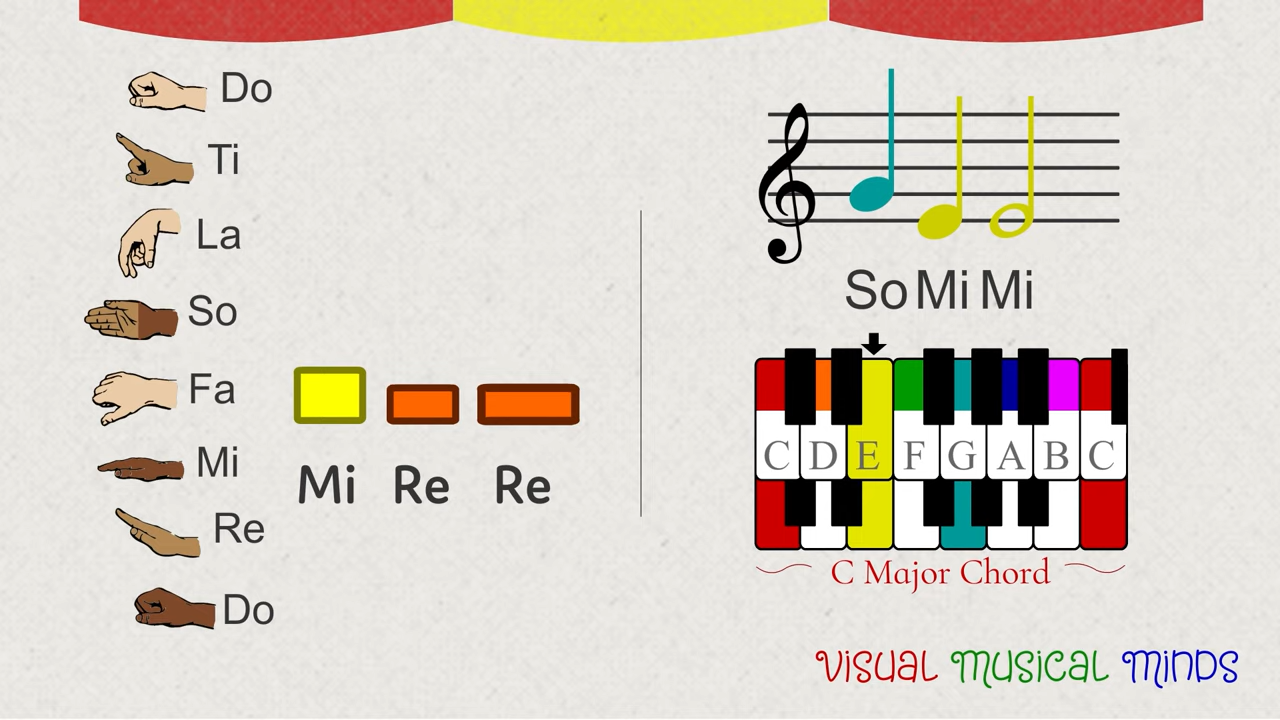 Do
Ti
La
So
Fa
Mi
Re
Do
Mi Re Re
So Mi Mi
C D E F G A B C
C Major Chord
Visual Musical Minds